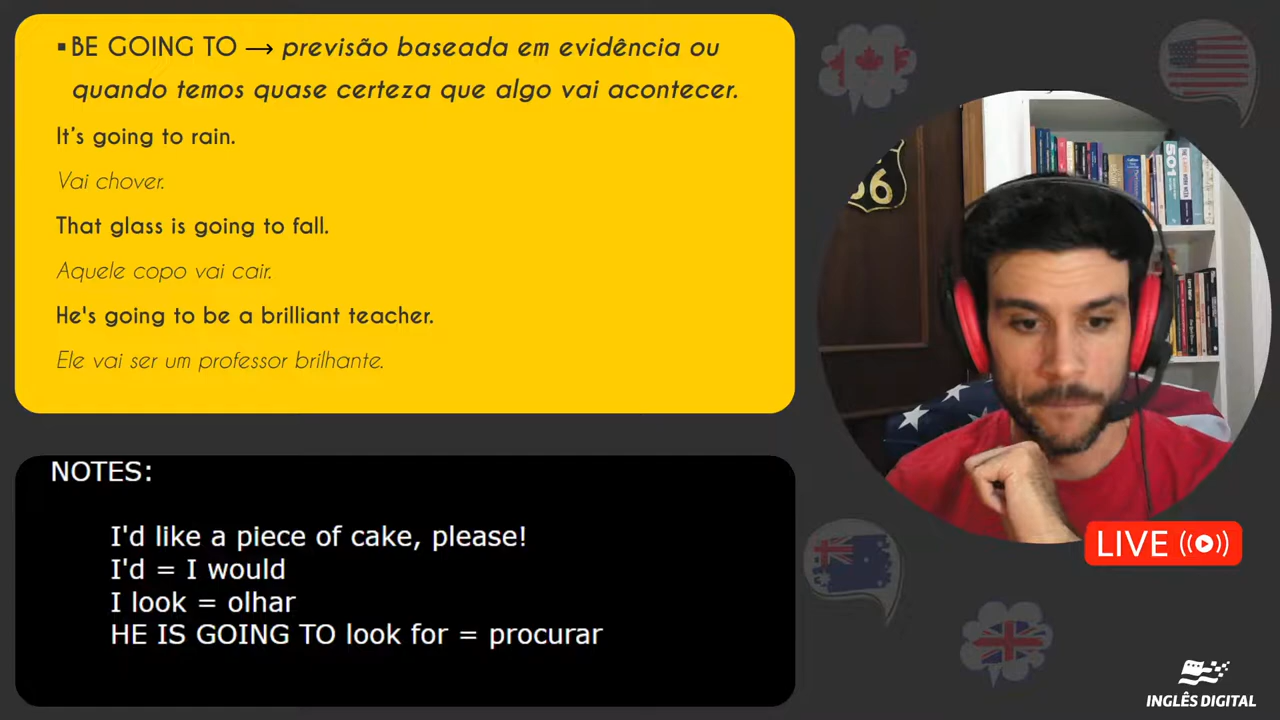 ▪BE GOING TO → previsão baseada em evidência ou
quando temos quase certeza que algo vai acontecer.
It's going to rain.
Vai chover.
That glass is going to fall.
Aquele copo vai cair.
He's going to be a brilliant teacher.
Ele vai ser um professor brilhante.
NOTES:
I'd like a piece of cake, please!
I'd = I would
I look = olhar
HE IS GOING TO look for = procurar
66
501
LIVE
INGLÊS DIGITAL